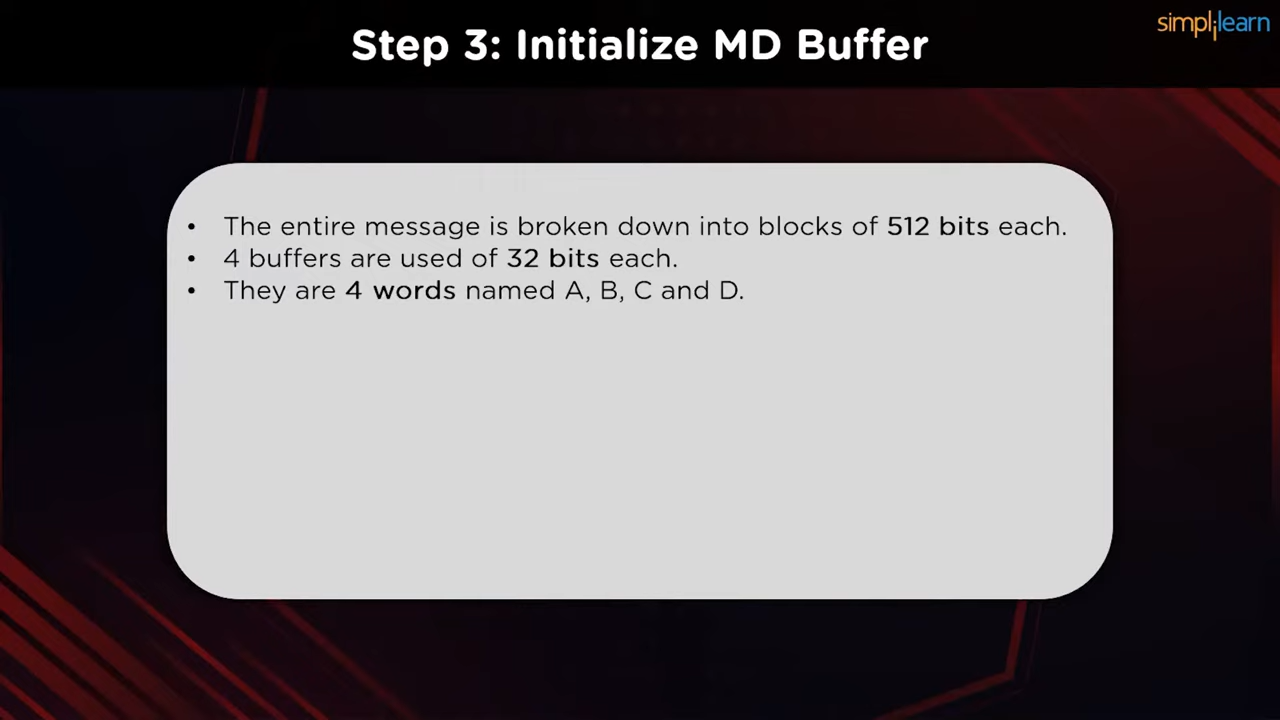 Step 3: Initialize MD Buffer
simplilearn
• The entire message is broken down into blocks of 512 bits each.
• 4 buffers are used of 32 bits each.
• They are 4 words named A, B, C and D.